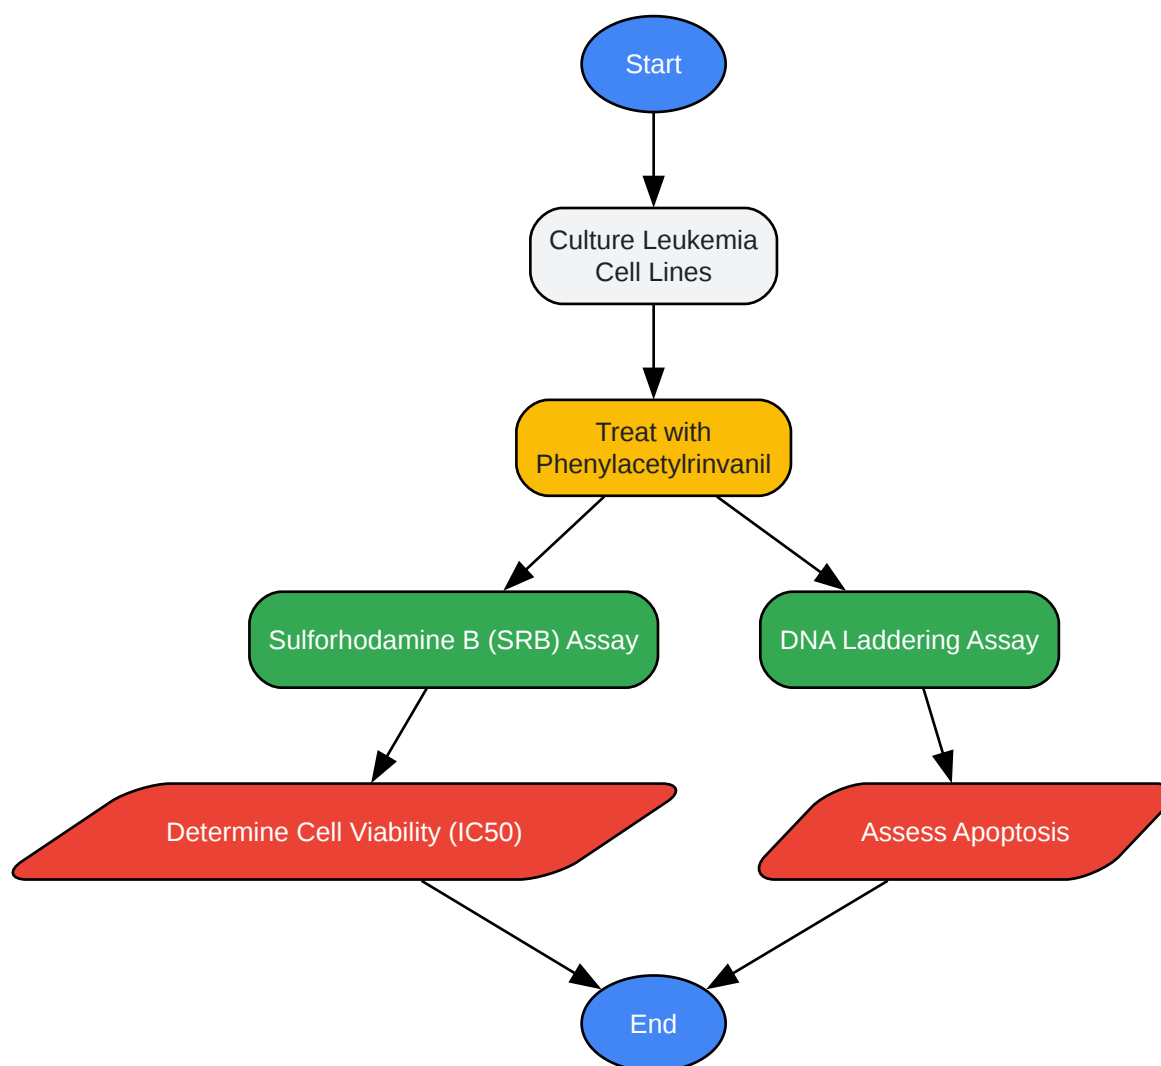 Start
Culture Leukemia
Cell Lines
Treat with
Phenylacetylrinvanil
Sulforhodamine B (SRB) Assay
DNA Laddering Assay
Determine Cell Viability (IC50)
Assess Apoptosis
End